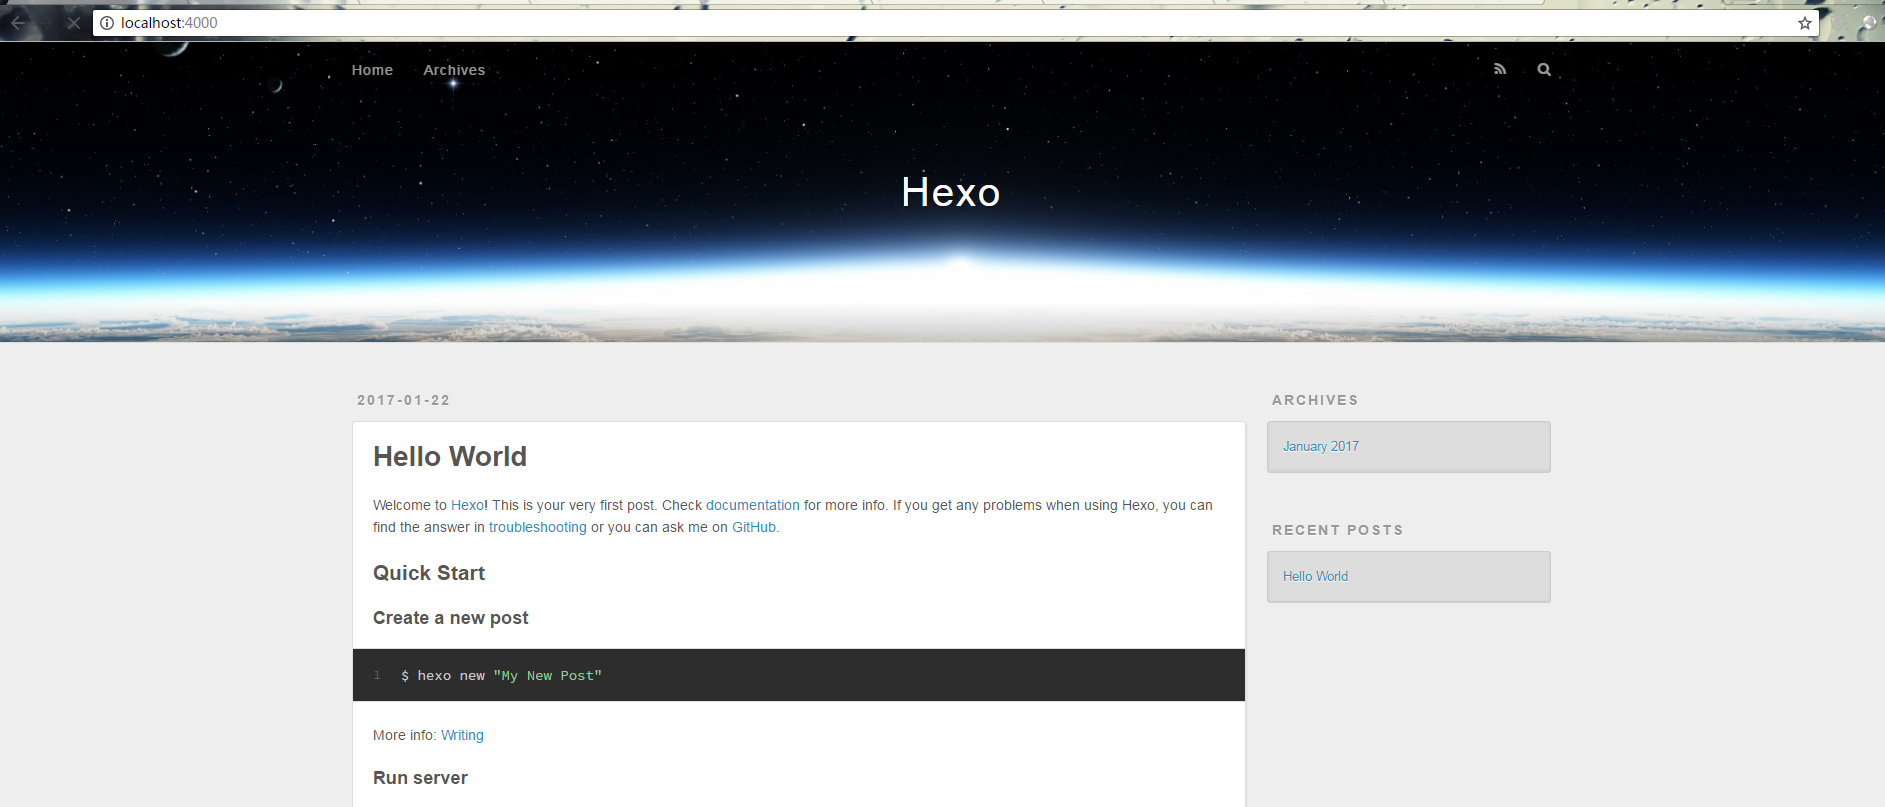 localhost:4000
Home Archives
Hexo
2017-01-22
Hello World
Welcome to Hexo! This is your very first post. Check documentation for more info. If you get any problems when using Hexo, you can
find the answer in troubleshooting or you can ask me on GitHub.
Quick Start
Create a new post
1 $ hexo new "My New Post"
More info: Writing
Run server
ARCHIVES
January 2017
RECENT POSTS
Hello World